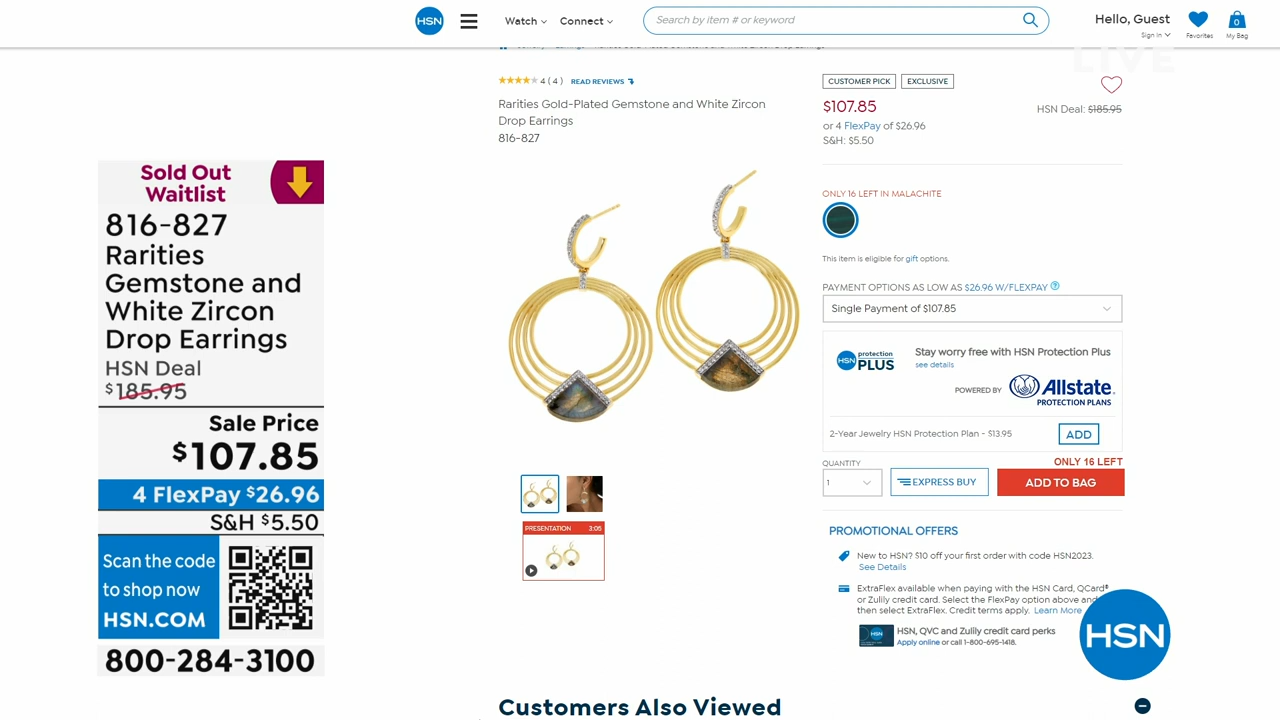 HSN
Watch
Connect
Search by item # or keyword
Hello, Guest
Sign in
Favorites
0
My Bag
LIVE
4 ( 4 )
READ REVIEWS
Rarities Gold-Plated Gemstone and White Zircon
Drop Earrings
816-827
CUSTOMER PICK
EXCLUSIVE
$107.85
HSN Deal: $185.95
or 4 FlexPay of $26.96
S&H: $5.50
ONLY 16 LEFT IN MALACHITE
This item is eligible for gift options.
PAYMENT OPTIONS AS LOW AS $26.96 W/FLEXPAY ?
Single Payment of $107.85
HSN protection PLUS
Stay worry free with HSN Protection Plus
see details
POWERED BY
Allstate
PROTECTION PLANS
2-Year Jewelry HSN Protection Plan - $13.95
ADD
QUANTITY
ONLY 16 LEFT
1
EXPRESS BUY
ADD TO BAG
PROMOTIONAL OFFERS
New to HSN? $10 off your first order with code HSN2023.
See Details
ExtraFlex available when paying with the HSN Card, QCard®
or Zulily credit card. Select the FlexPay option above and
then select ExtraFlex. Credit terms apply. Learn More
HSN
HSN, QVC and Zulily credit card perks
Apply online or call 1-800-695-1418.
HSN
PRESENTATION 3:05
Customers Also Viewed
Sold Out
Waitlist
816-827
Rarities
Gemstone and
White Zircon
Drop Earrings
HSN Deal
$185.95
Sale Price
$107.85
4 FlexPay $26.96
S&H $5.50
Scan the code
to shop now
HSN.COM
800-284-3100